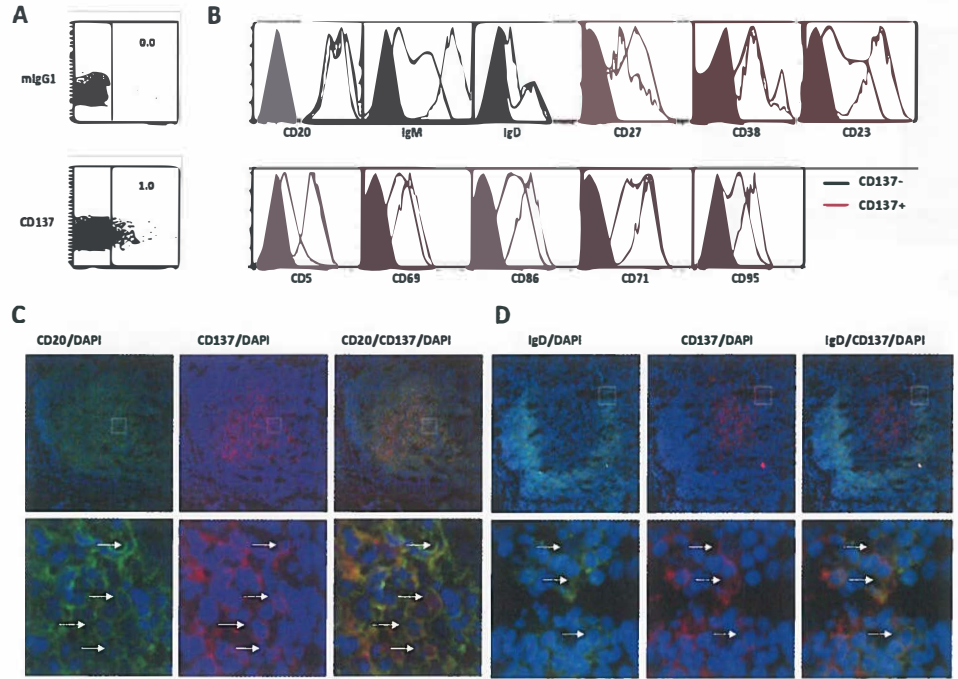 A
B
mIgG1
0.0
CD20 IgM IgD CD27 CD38 CD23
CD137
1.0
CD137-
CD137+
CD5 CD69 CD86 CD71 CD95
C
D
CD20/DAPI CD137/DAPI CD20/CD137/DAPI
IgD/DAPI CD137/DAPI IgD/CD137/DAPI